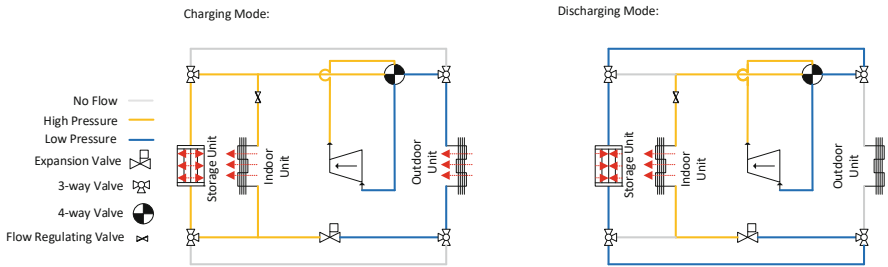 Charging Mode:
Discharging Mode:
No Flow
High Pressure
Low Pressure
Expansion Valve
3-way Valve
4-way Valve
Flow Regulating Valve
Storage Unit
Indoor
Unit
Outdoor
Unit
Storage Unit
Indoor
Unit
Outdoor
Unit